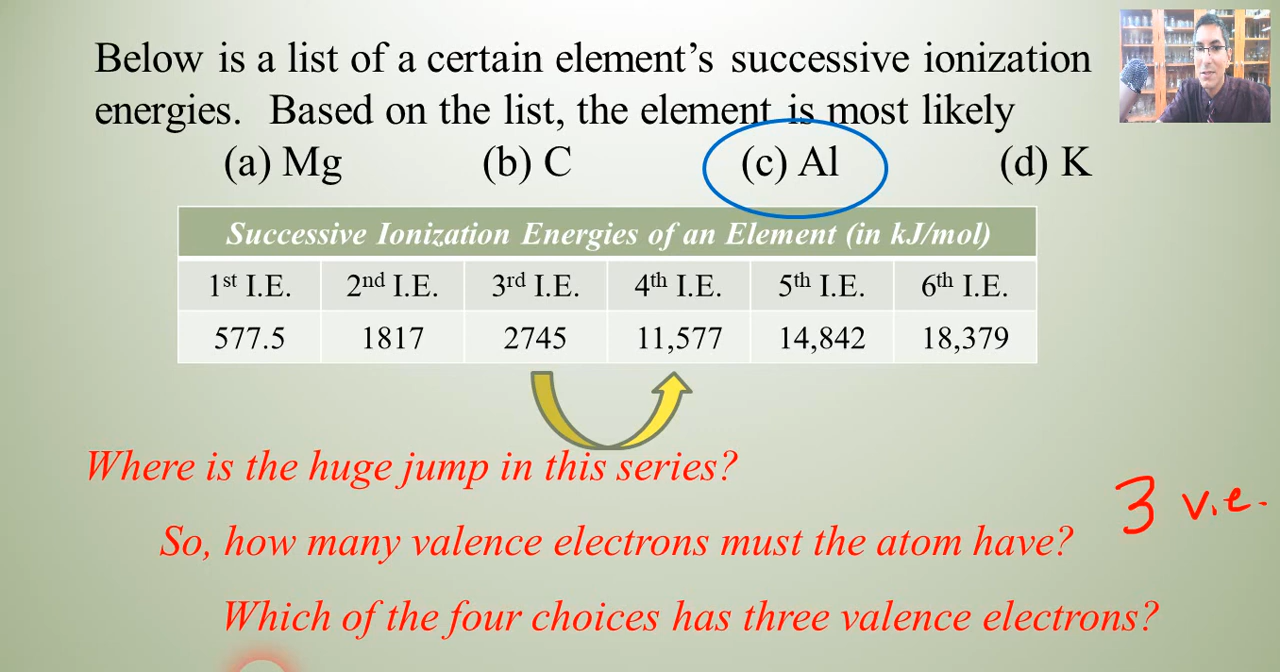 Below is a list of a certain element’s successive ionization
energies. Based on the list, the element is most likely
(a) Mg (b) C (c) Al (d) K
Successive Ionization Energies of an Element (in kJ/mol)
1st I.E. 2nd I.E. 3rd I.E. 4th I.E. 5th I.E. 6th I.E.
577.5 1817 2745 11,577 14,842 18,379
Where is the huge jump in this series?
So, how many valence electrons must the atom have? 3 v.e.
Which of the four choices has three valence electrons?